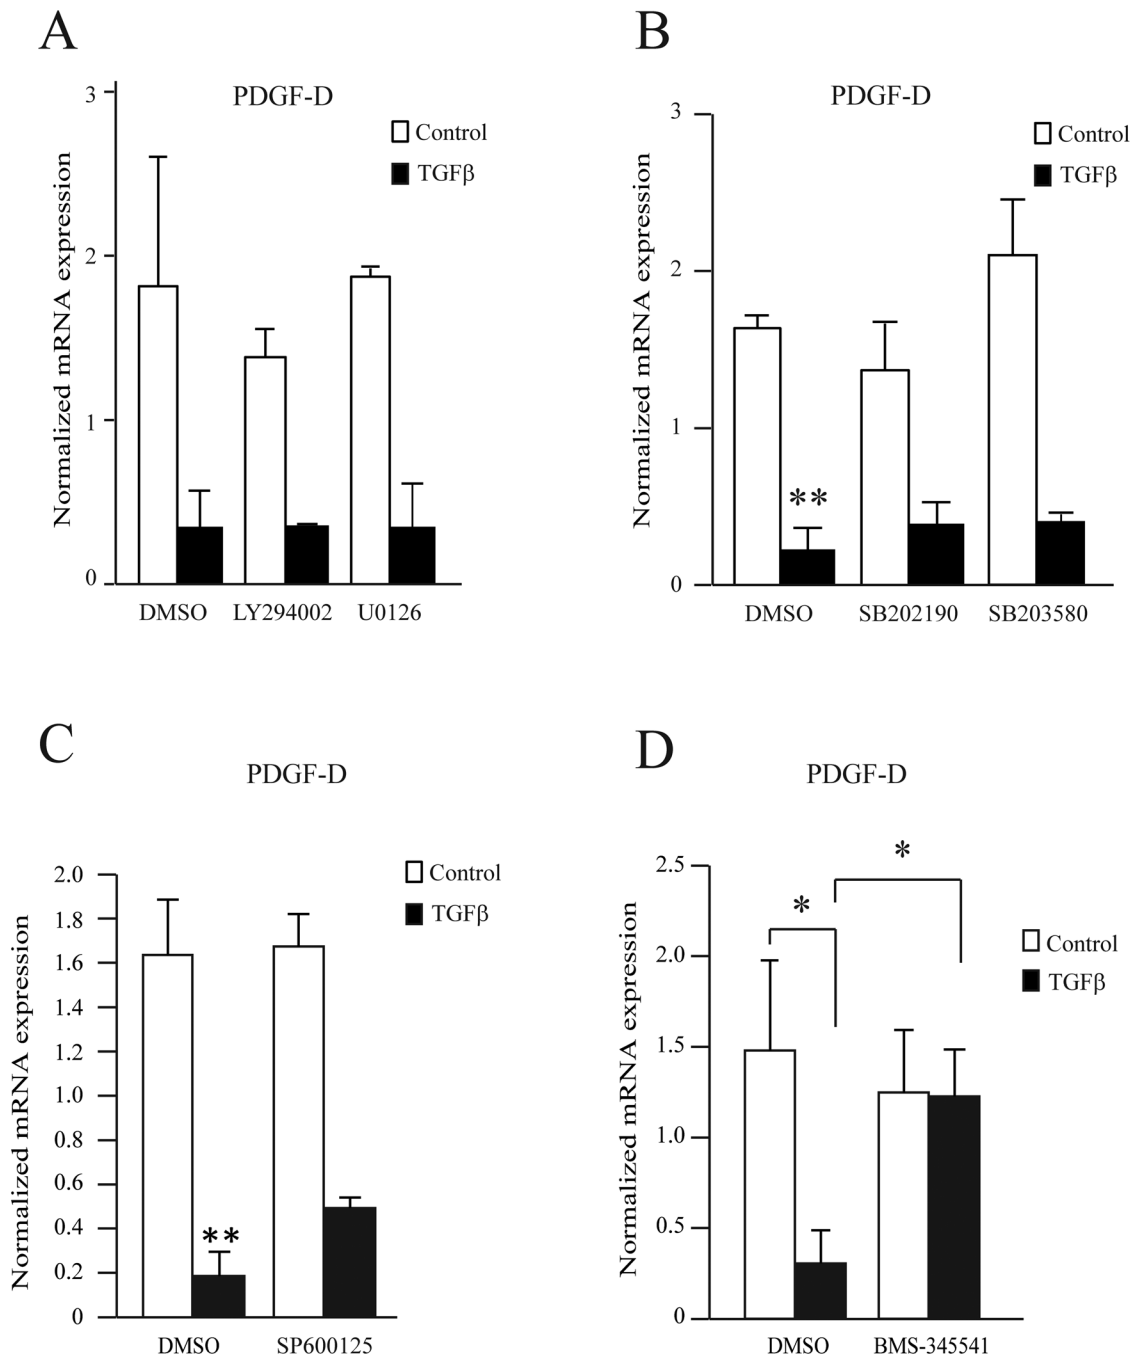 A
PDGF-D
Control
TGFβ
Normalized mRNA expression
3
2
1
0
DMSO LY294002 U0126
B
PDGF-D
Control
TGFβ
Normalized mRNA expression
3
2
1
0
**
DMSO SB202190 SB203580
C
PDGF-D
Control
TGFβ
Normalized mRNA expression
2.0
1.8
1.6
1.4
1.2
1.0
0.8
0.6
0.4
0.2
0
**
DMSO SP600125
D
PDGF-D
Control
TGFβ
Normalized mRNA expression
2.5
2.0
1.5
1.0
0.5
0
*
*
DMSO BMS-345541